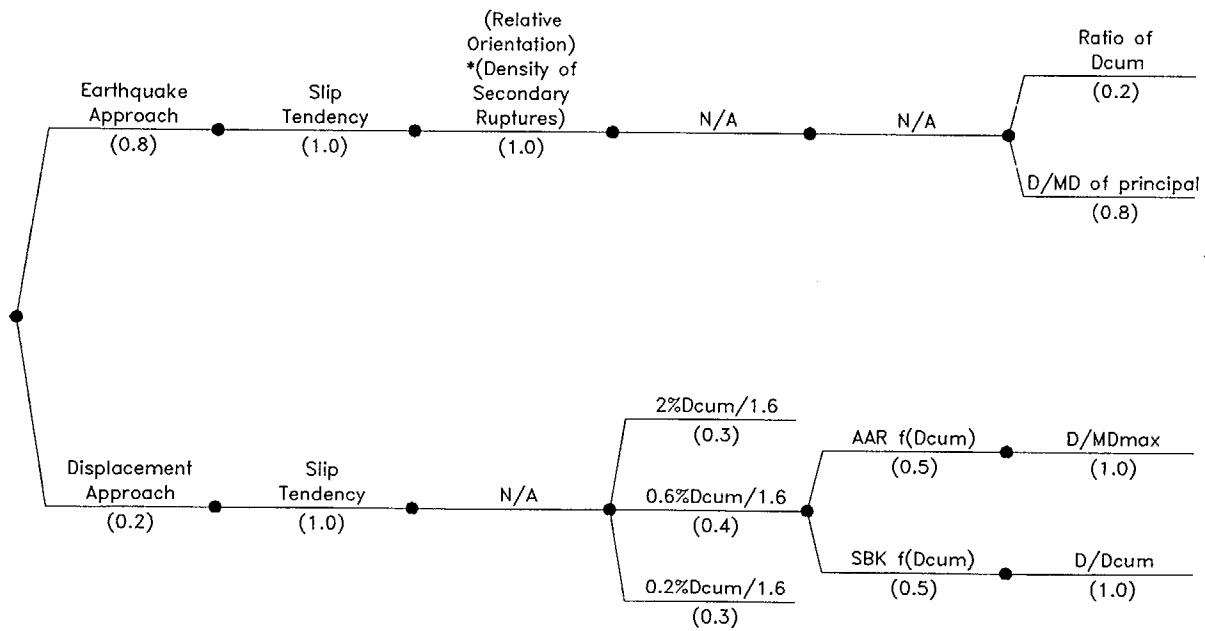 Earthquake
Approach
(0.8)
Slip
Tendency
(1.0)
(Relative
Orientation)
*(Density of
Secondary
Ruptures)
(1.0)
N/A
N/A
Ratio of
Dcum
(0.2)
D/MD of principal
(0.8)
Displacement
Approach
(0.2)
Slip
Tendency
(1.0)
N/A
2%Dcum/1.6
(0.3)
0.6%Dcum/1.6
(0.4)
0.2%Dcum/1.6
(0.3)
AAR f(Dcum)
(0.5)
D/MDmax
(1.0)
SBK f(Dcum)
(0.5)
D/Dcum
(1.0)